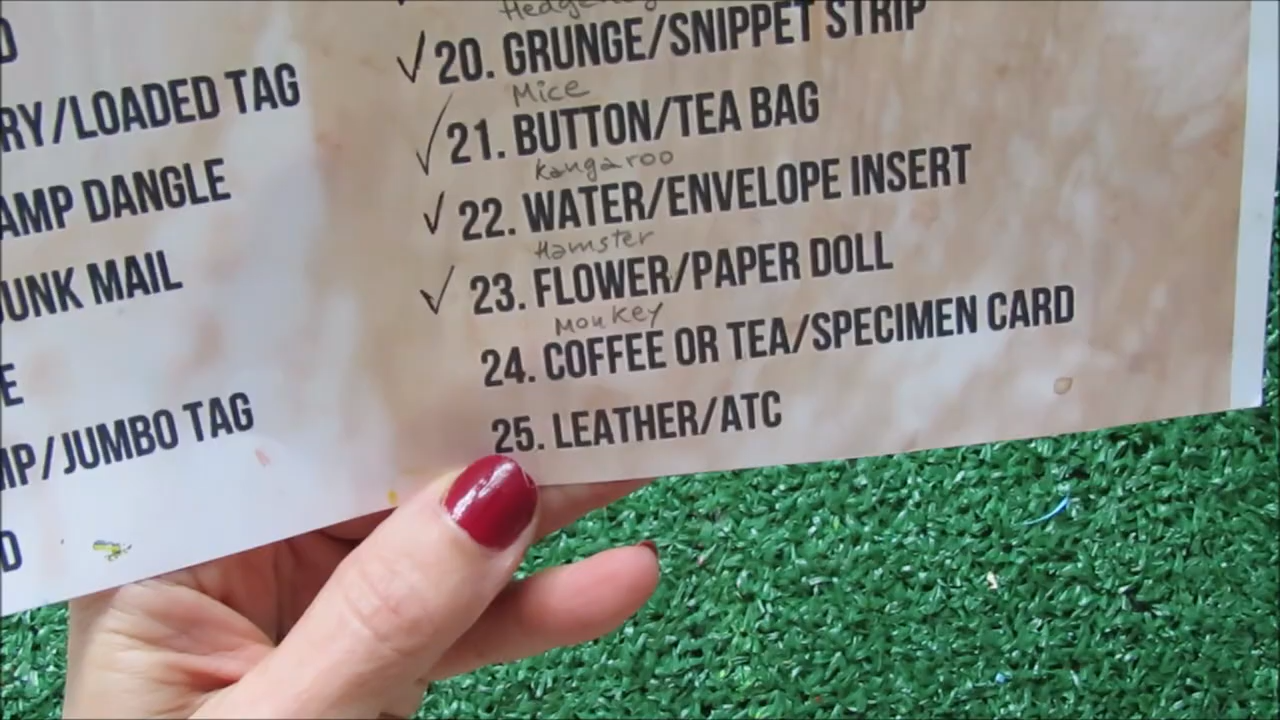 RY/LOADED TAG
AMP DANGLE
UNK MAIL
E
MP/JUMBO TAG
D
20. GRUNGE/SNIPPET STRIP
Mice
21. BUTTON/TEA BAG
Kangaroo
22. WATER/ENVELOPE INSERT
Hamster
23. FLOWER/PAPER DOLL
Monkey
24. COFFEE OR TEA/SPECIMEN CARD
25. LEATHER/ATC